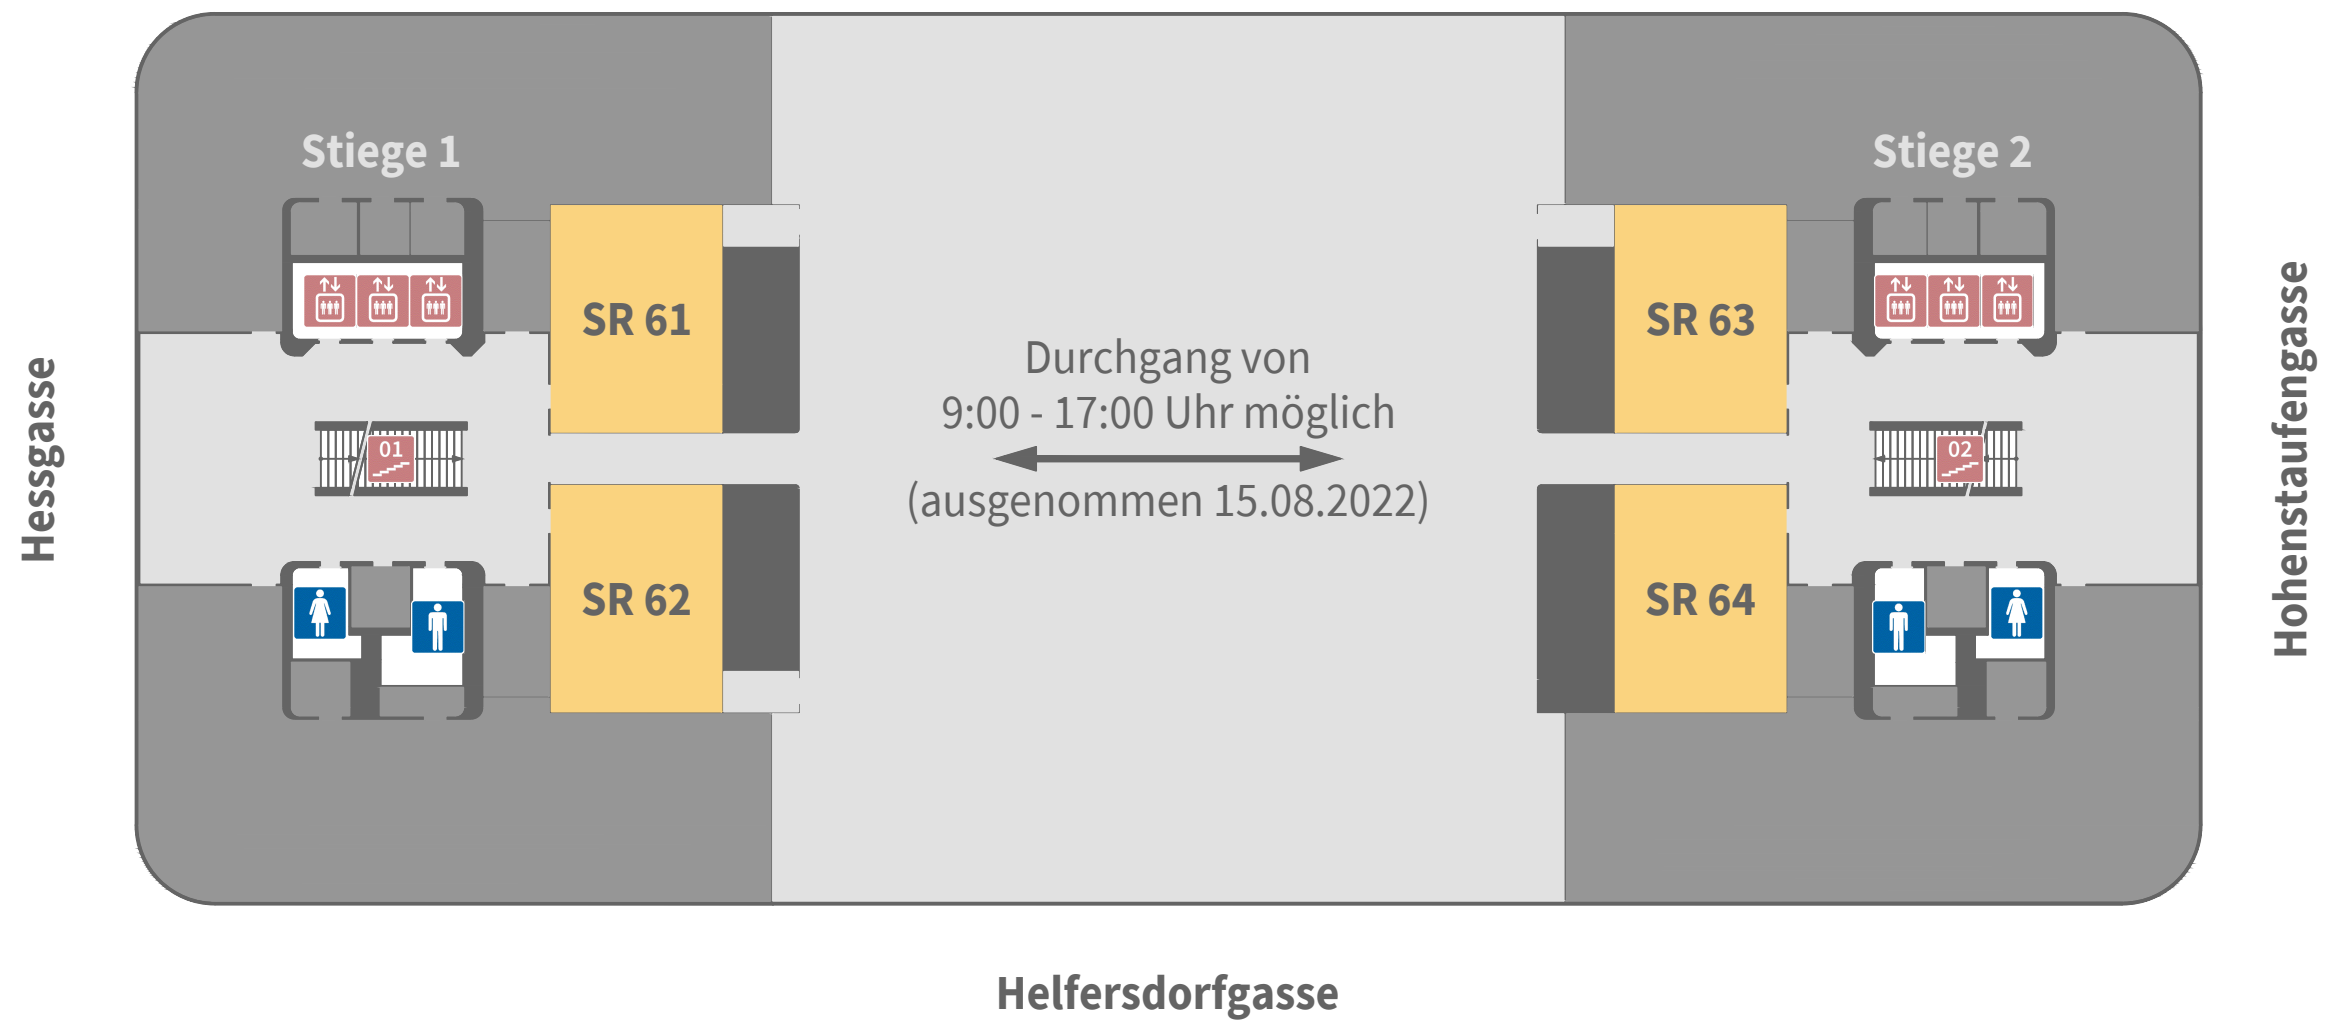 Stiege 1
Stiege 2
SR 61
SR 63
Durchgang von
9:00 - 17:00 Uhr möglich
(ausgenommen 15.08.2022)
Hessgasse
Hohenstaufengasse
01
02
SR 62
SR 64
Helfersdorfgasse